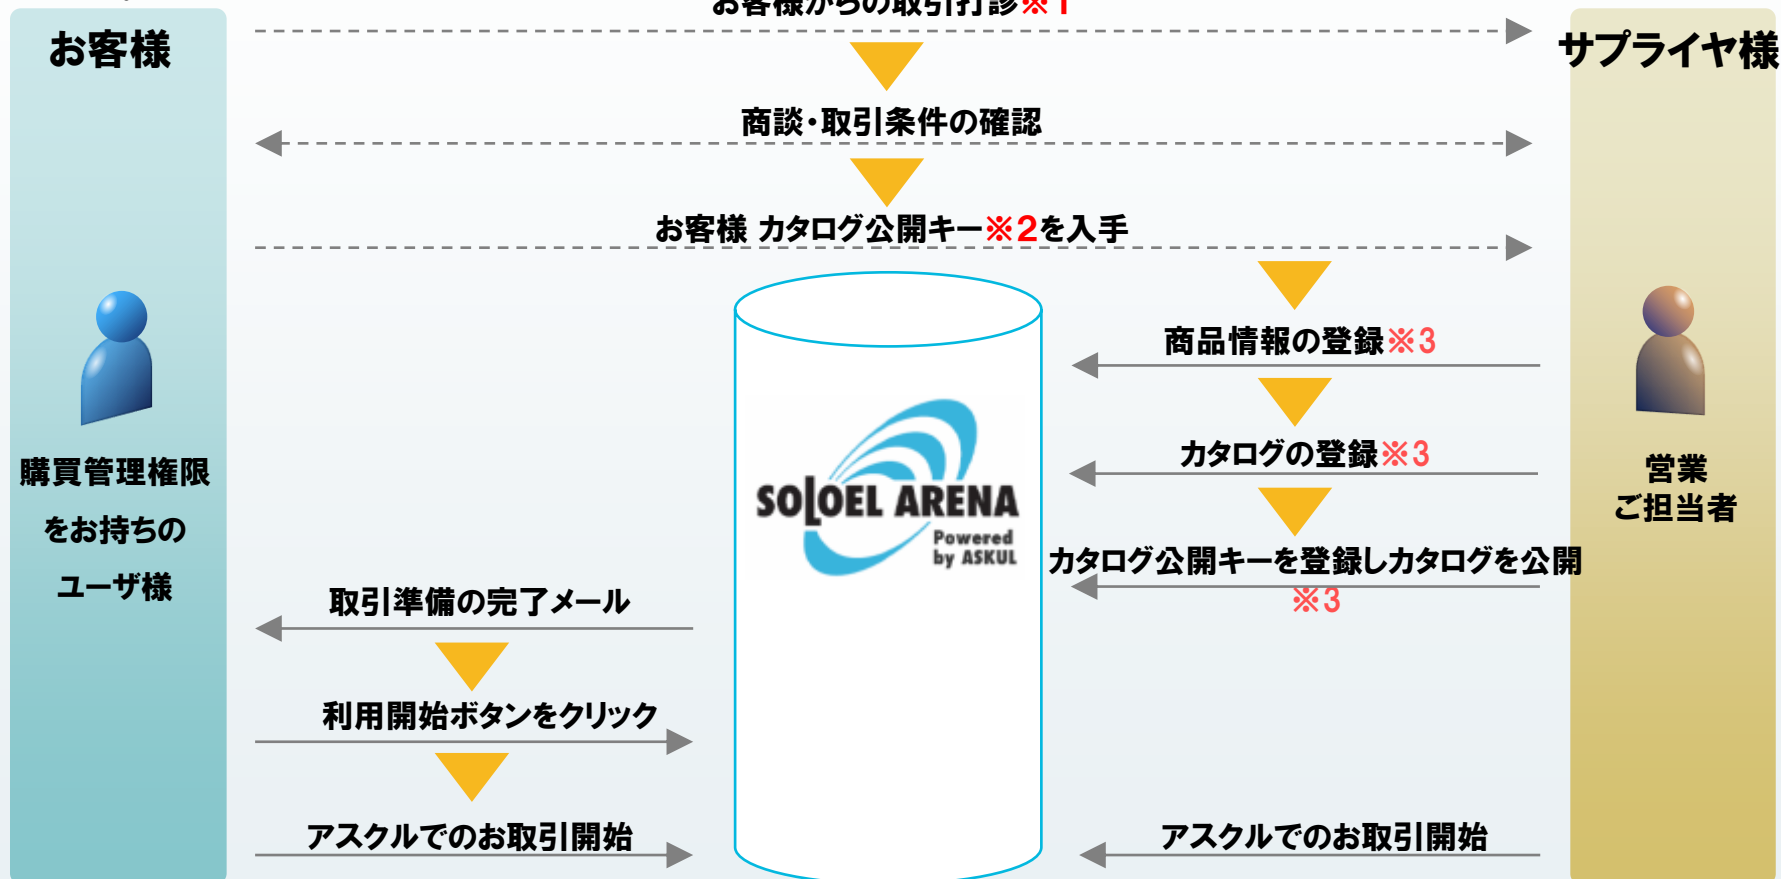 お客様からの取引打診※1
お客様
サプライヤ様
商談・取引条件の確認
お客様 カタログ公開キー※2を入手
商品情報の登録※3
カタログの登録※3
購買管理権限
をお持ちの
ユーザ様
営業
ご担当者
SOLOEL ARENA
Powered
by ASKUL
カタログ公開キーを登録しカタログを公開
※3
取引準備の完了メール
利用開始ボタンをクリック
アスクルでのお取引開始
アスクルでのお取引開始